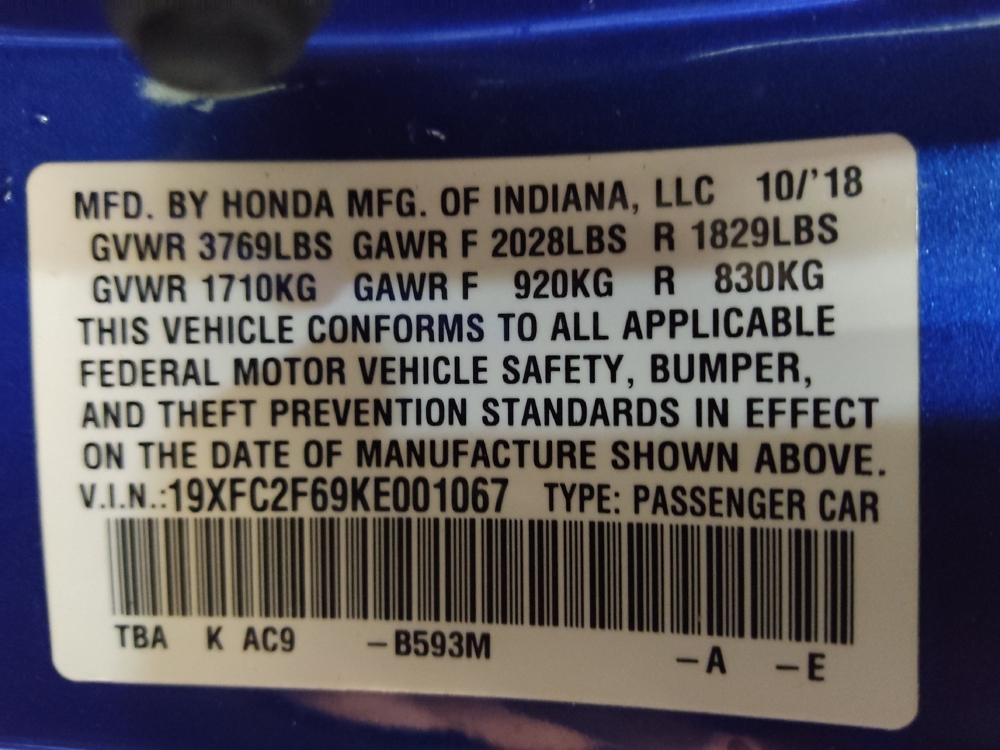 MFD. BY HONDA MFG. OF INDIANA, LLC 10/'18
GVWR 3769LBS GAWR F 2028LBS R 1829LBS
GVWR 1710KG GAWR F 920KG R 830KG
THIS VEHICLE CONFORMS TO ALL APPLICABLE
FEDERAL MOTOR VEHICLE SAFETY, BUMPER,
AND THEFT PREVENTION STANDARDS IN EFFECT
ON THE DATE OF MANUFACTURE SHOWN ABOVE.
V.I.N.:19XFC2F69KE001067 TYPE: PASSENGER CAR
TBA K AC9 -B593M -A -E